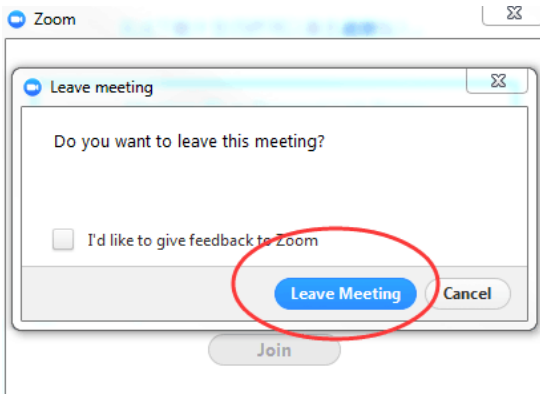 Zoom
Leave meeting
Do you want to leave this meeting?
I'd like to give feedback to Zoom
Leave Meeting
Cancel
Join